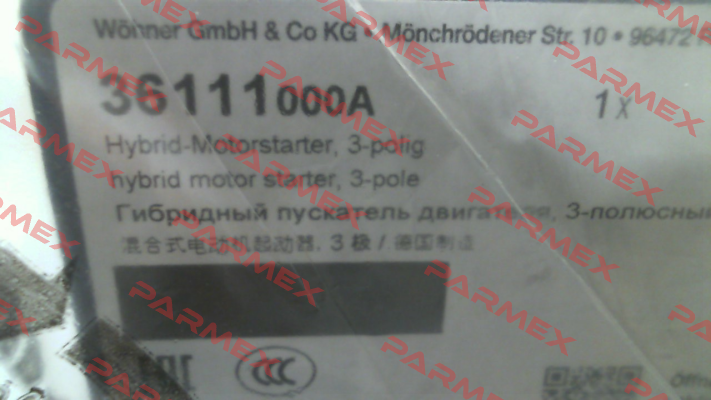 Wöhner GmbH & Co KG • Mönchrödener Str. 10 • 96472
36111000A
1x
Hybrid-Motorstarter, 3-polig
hybrid motor starter, 3-pole
Гибридный пускатель двигателя, 3-полюсный
混合式电动机起动器, 3 极 / 德国制造
CCC
PARMEX